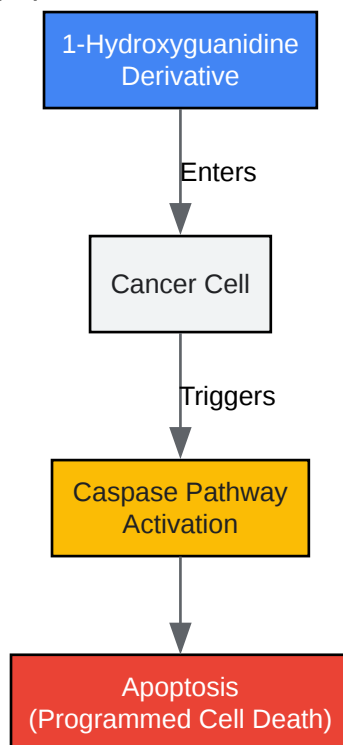 1-Hydroxyguanidine
Derivative
Enters
Cancer Cell
Triggers
Caspase Pathway
Activation
Apoptosis
(Programmed Cell Death)